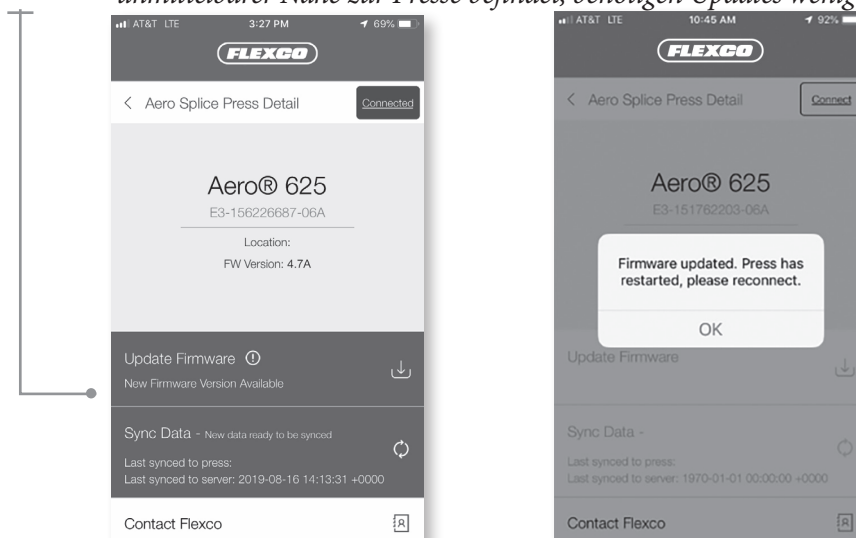 unmittelbarer Nähe zur Presse befindet, benötigen Updates wenig
AT&T LTE 3:27 PM 69%
FLEXCO
Aero Splice Press Detail Connected
Aero® 625
E3-156226687-06A
Location:
FW Version: 4.7A
Update Firmware
New Firmware Version Available
Sync Data - New data ready to be synced
Last synced to press:
Last synced to server: 2019-08-16 14:13:31 +0000
Contact Flexco
AT&T LTE 10:45 AM 92%
FLEXCO
Aero Splice Press Detail Connect
Aero® 625
E3-151762203-06A
Firmware updated. Press has
restarted, please reconnect.
OK
Update Firmware
Sync Data -
Last synced to press:
Last synced to server: 1970-01-01 00:00:00 +0000
Contact Flexco